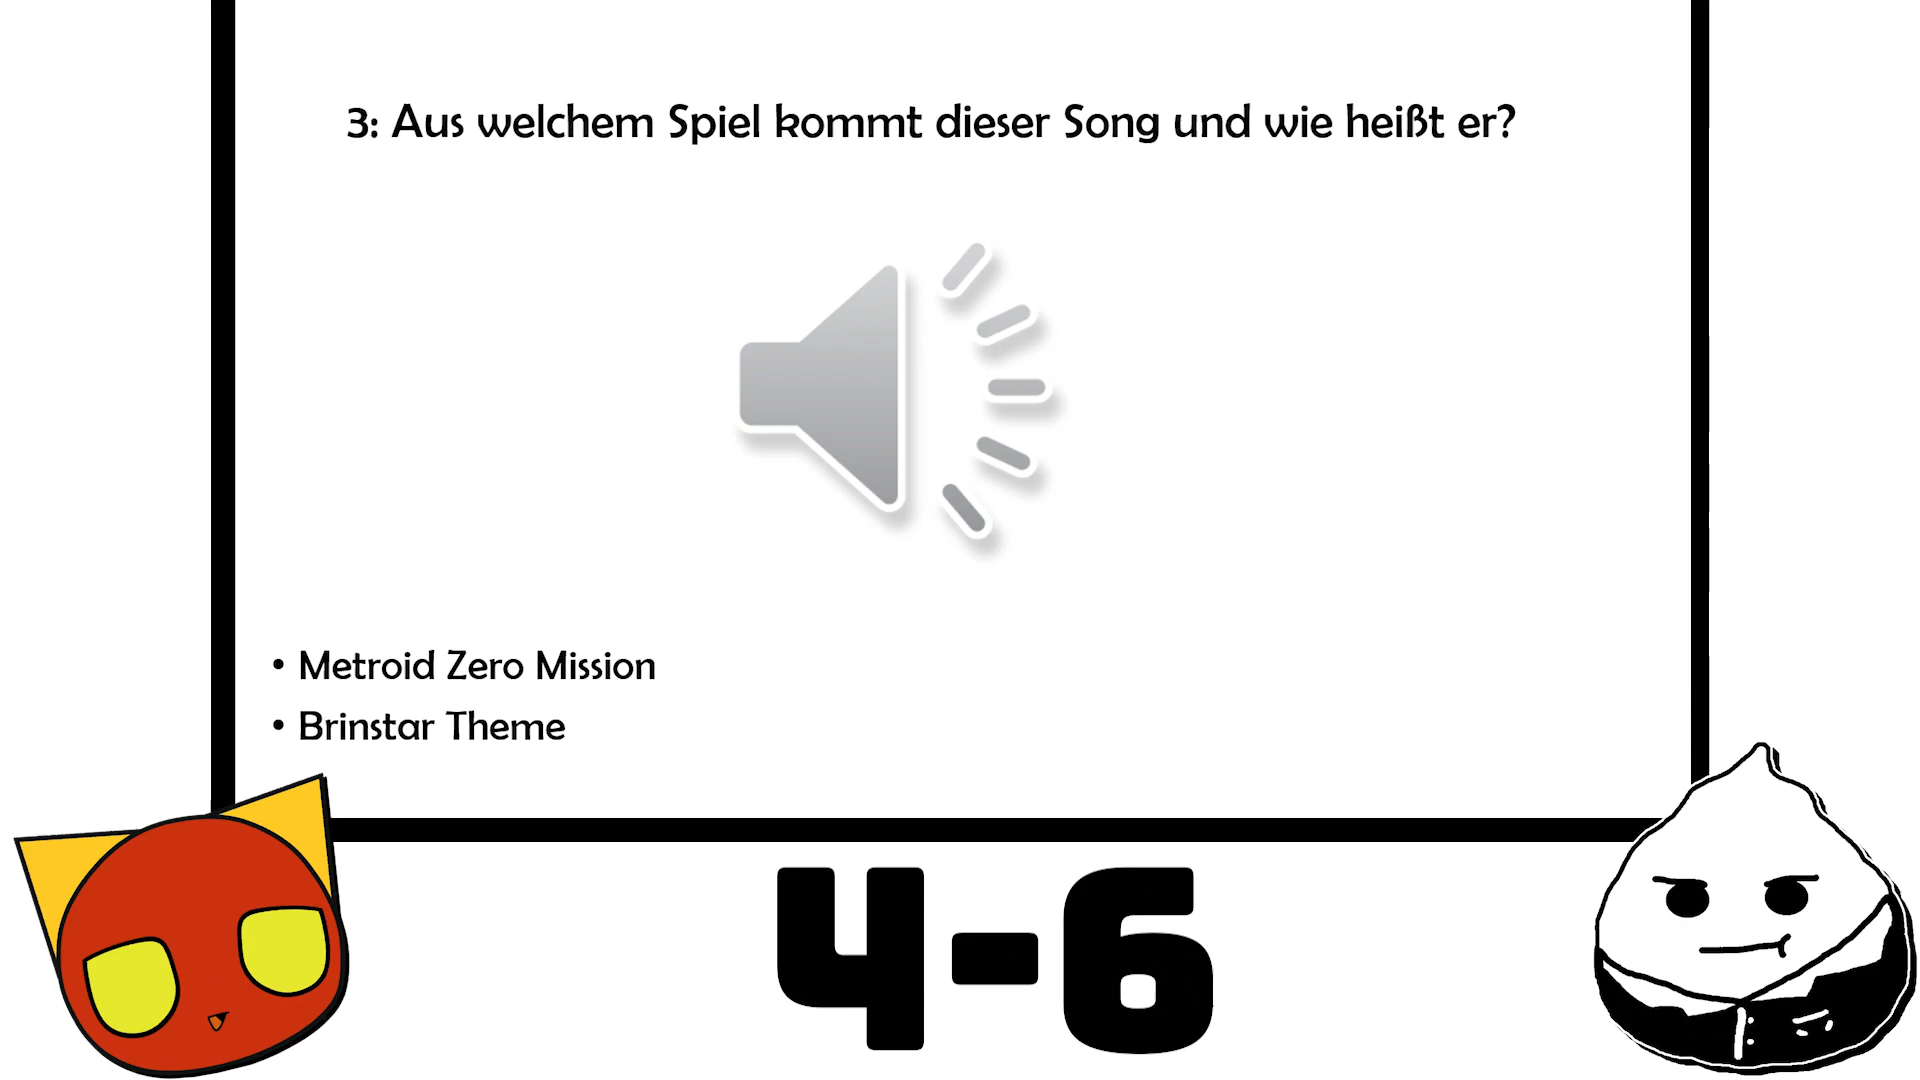 3: Aus welchem Spiel kommt dieser Song und wie heißt er?
• Metroid Zero Mission
• Brinstar Theme
4-6